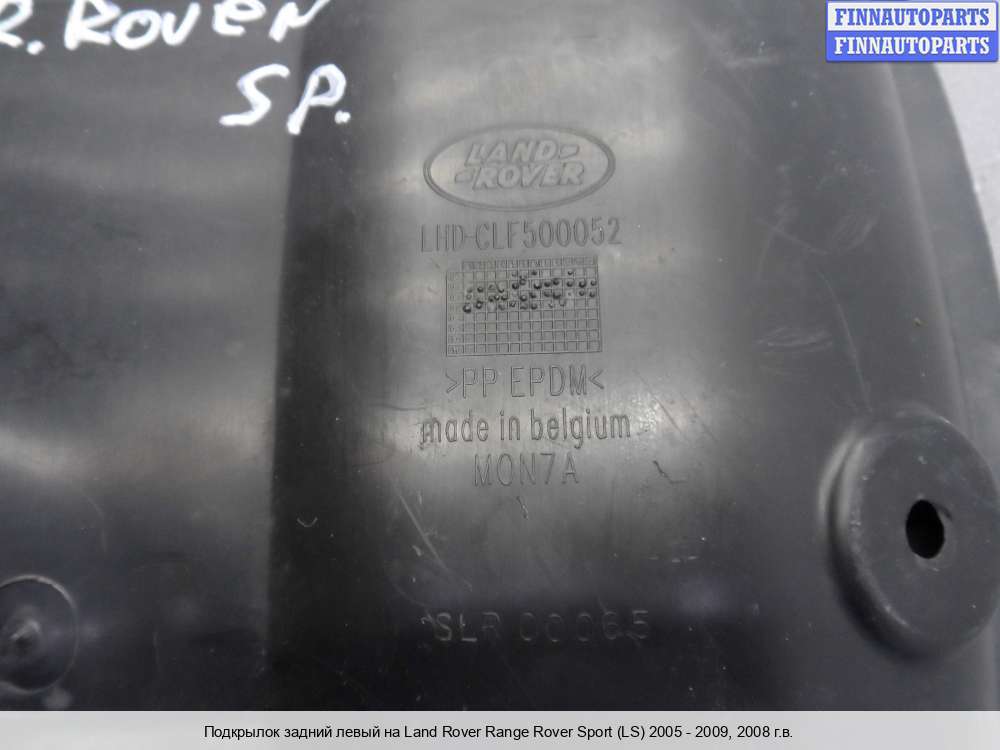 R. ROVER
SP.
FINNAUTOPARTS
FINNAUTOPARTS
LAND-
-ROVER
LHD-CLF500052
>PP EPDM<
made in belgium
MON7A
SLR 00065
Подкрылок задний левый на Land Rover Range Rover Sport (LS) 2005 - 2009, 2008 г.в.